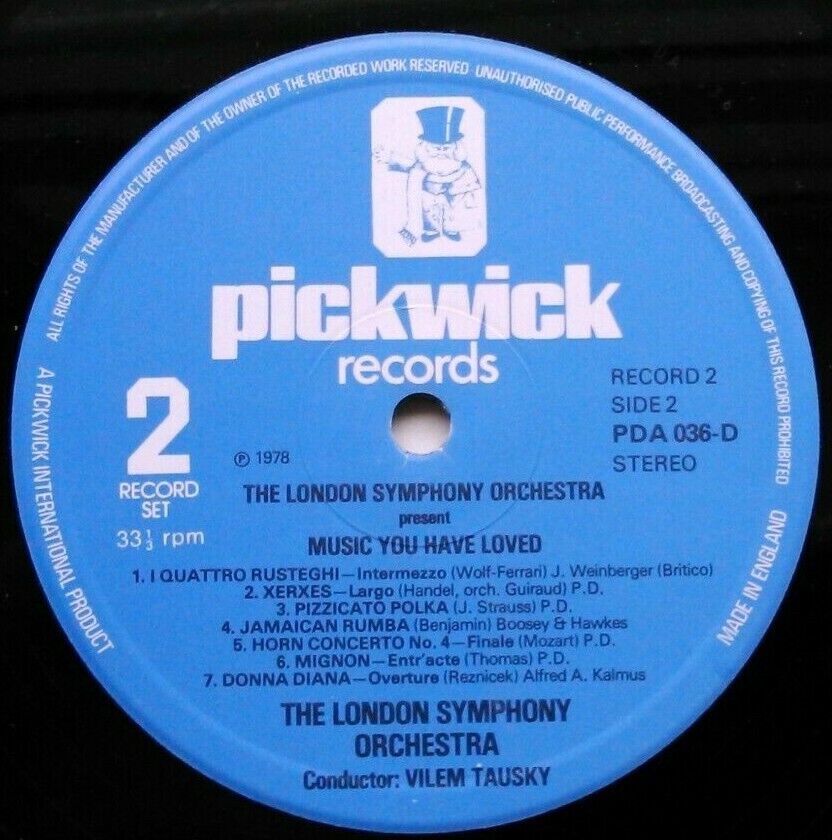 ALL RIGHTS OF THE MANUFACTURER AND OF THE OWNER OF THE RECORDED WORK RESERVED UNAUTHORISED PUBLIC PERFORMANCE BROADCASTING AND COPYING OF THIS RECORD PROHIBITED
pickwick
records
2
RECORD
SET
33⅓ rpm
℗ 1978
RECORD 2
SIDE 2
PDA 036-D
STEREO
THE LONDON SYMPHONY ORCHESTRA
present
MUSIC YOU HAVE LOVED
1. I QUATTRO RUSTEGHI—Intermezzo (Wolf-Ferrari) J. Weinberger (Britico)
2. XERXES—Largo (Handel, orch. Guiraud) P.D.
3. PIZZICATO POLKA (J. Strauss) P.D.
4. JAMAICAN RUMBA (Benjamin) Boosey & Hawkes
5. HORN CONCERTO No. 4—Finale (Mozart) P.D.
6. MIGNON—Entr'acte (Thomas) P.D.
7. DONNA DIANA—Overture (Reznicek) Alfred A. Kalmus
THE LONDON SYMPHONY
ORCHESTRA
Conductor: VILEM TAUSKY
A PICKWICK INTERNATIONAL PRODUCT
MADE IN ENGLAND